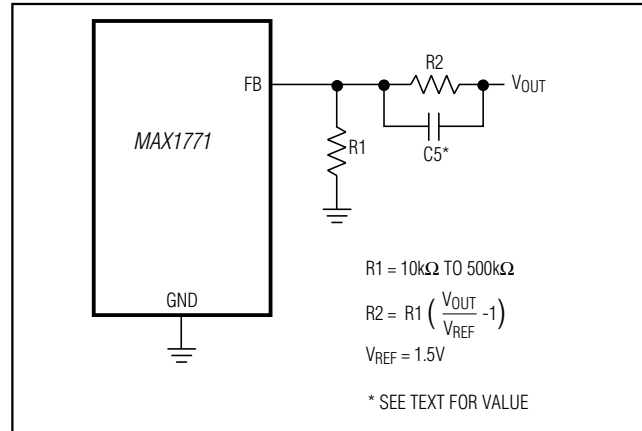 R2
FB
VOUT
MAX1771
R1
C5*
R1 = 10kΩ TO 500kΩ
GND
R2 = R1 ( VOUT / VREF -1)
VREF = 1.5V
* SEE TEXT FOR VALUE